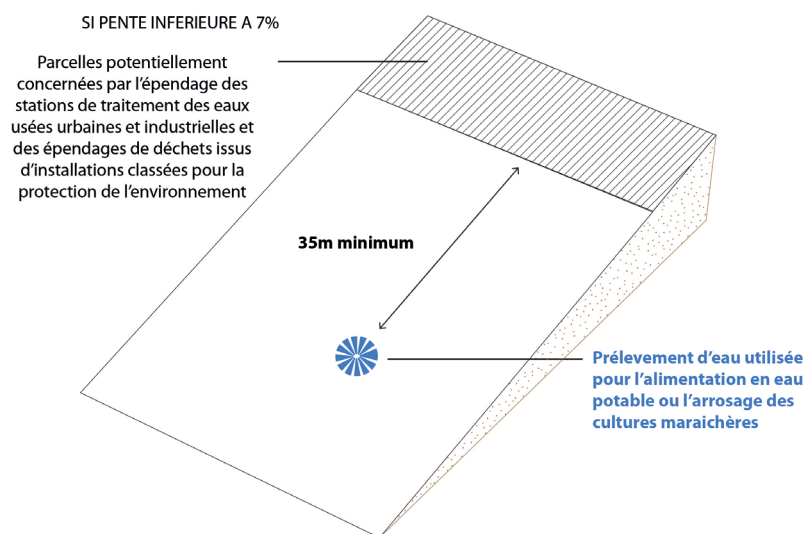 SI PENTE INFERIEURE A 7%
Parcelles potentiellement
concernées par l’épendage des
stations de traitement des eaux
usées urbaines et industrielles et
des épendages de déchets issus
d’installations classées pour la
protection de l’environnement
35m minimum
Prélevement d’eau utilisée
pour l’alimentation en eau
potable ou l’arrosage des
cultures maraichères